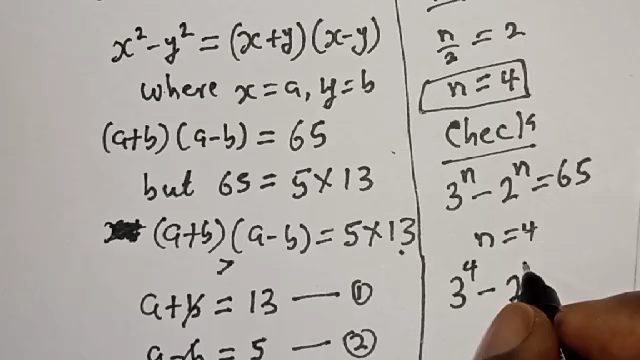 x² - y² = (x+y)(x-y)
where x = a, y = b
(a+b)(a-b) = 65
but 65 = 5 × 13
(a+b)(a-b) = 5 × 13
>
a+b = 13 — ①
a-b = 5 — ②
n/2 = 2
n = 4
Check
3ⁿ - 2ⁿ = 65
n = 4
3⁴ - 2